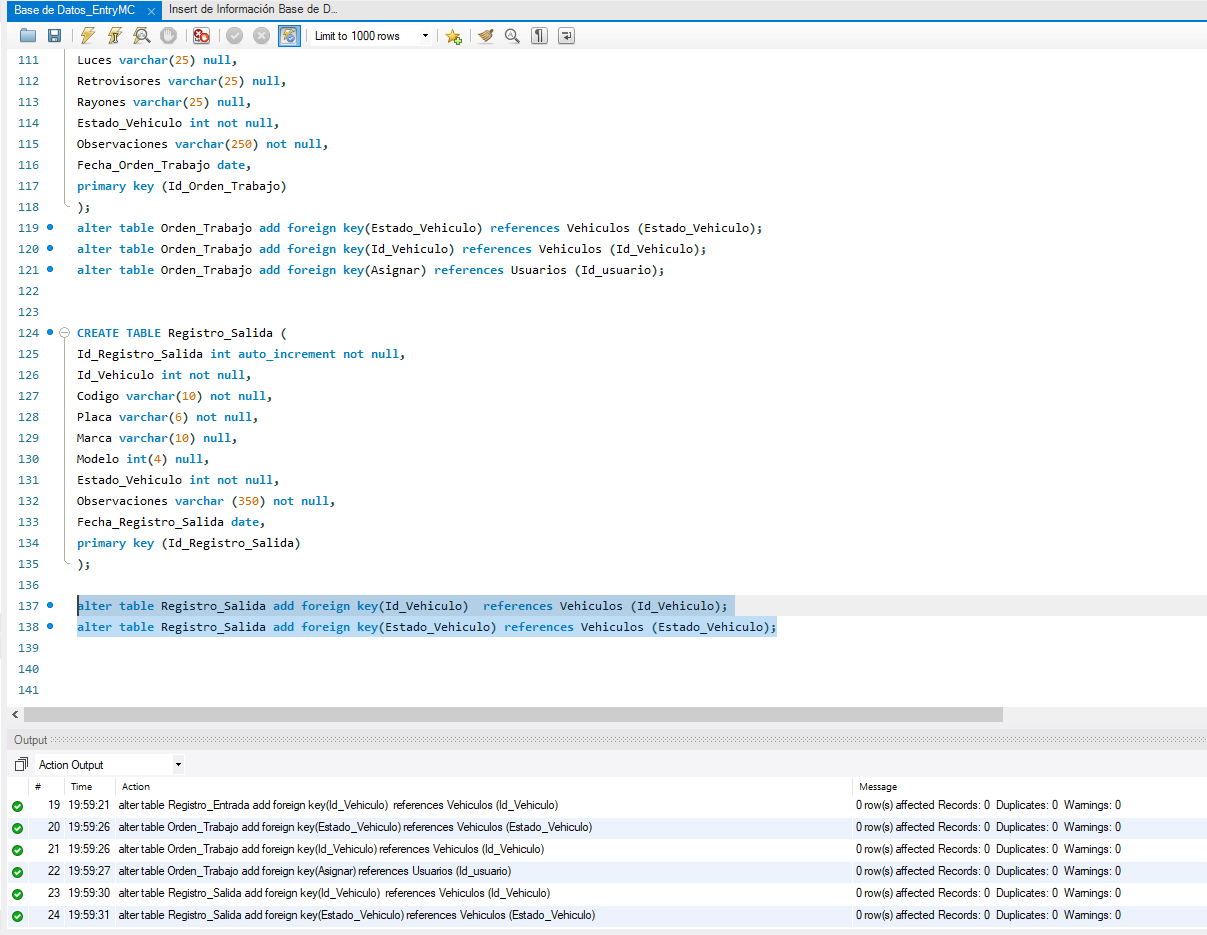 Base de Datos_EntryMC × Insert de Información Base de D...
Limit to 1000 rows
111 Luces varchar(25) null,
112 Retrovisores varchar(25) null,
113 Rayones varchar(25) null,
114 Estado_Vehiculo int not null,
115 Observaciones varchar(250) not null,
116 Fecha_Orden_Trabajo date,
117 primary key (Id_Orden_Trabajo)
118 );
119 alter table Orden_Trabajo add foreign key(Estado_Vehiculo) references Vehiculos (Estado_Vehiculo);
120 alter table Orden_Trabajo add foreign key(Id_Vehiculo) references Vehiculos (Id_Vehiculo);
121 alter table Orden_Trabajo add foreign key(Asignar) references Usuarios (Id_usuario);
122
123
124 CREATE TABLE Registro_Salida (
125 Id_Registro_Salida int auto_increment not null,
126 Id_Vehiculo int not null,
127 Codigo varchar(10) not null,
128 Placa varchar(6) not null,
129 Marca varchar(10) null,
130 Modelo int(4) null,
131 Estado_Vehiculo int not null,
132 Observaciones varchar (350) not null,
133 Fecha_Registro_Salida date,
134 primary key (Id_Registro_Salida)
135 );
136
137 alter table Registro_Salida add foreign key(Id_Vehiculo)  references Vehiculos (Id_Vehiculo);
138 alter table Registro_Salida add foreign key(Estado_Vehiculo) references Vehiculos (Estado_Vehiculo);
139
140
141
Output
Action Output
# Time Action Message
19 19:59:21 alter table Registro_Entrada add foreign key(Id_Vehiculo)  references Vehiculos (Id_Vehiculo) 0 row(s) affected Records: 0  Duplicates: 0  Warnings: 0
20 19:59:26 alter table Orden_Trabajo add foreign key(Estado_Vehiculo) references Vehiculos (Estado_Vehiculo) 0 row(s) affected Records: 0  Duplicates: 0  Warnings: 0
21 19:59:26 alter table Orden_Trabajo add foreign key(Id_Vehiculo) references Vehiculos (Id_Vehiculo) 0 row(s) affected Records: 0  Duplicates: 0  Warnings: 0
22 19:59:27 alter table Orden_Trabajo add foreign key(Asignar) references Usuarios (Id_usuario) 0 row(s) affected Records: 0  Duplicates: 0  Warnings: 0
23 19:59:30 alter table Registro_Salida add foreign key(Id_Vehiculo)  references Vehiculos (Id_Vehiculo) 0 row(s) affected Records: 0  Duplicates: 0  Warnings: 0
24 19:59:31 alter table Registro_Salida add foreign key(Estado_Vehiculo) references Vehiculos (Estado_Vehiculo) 0 row(s) affected Records: 0  Duplicates: 0  Warnings: 0